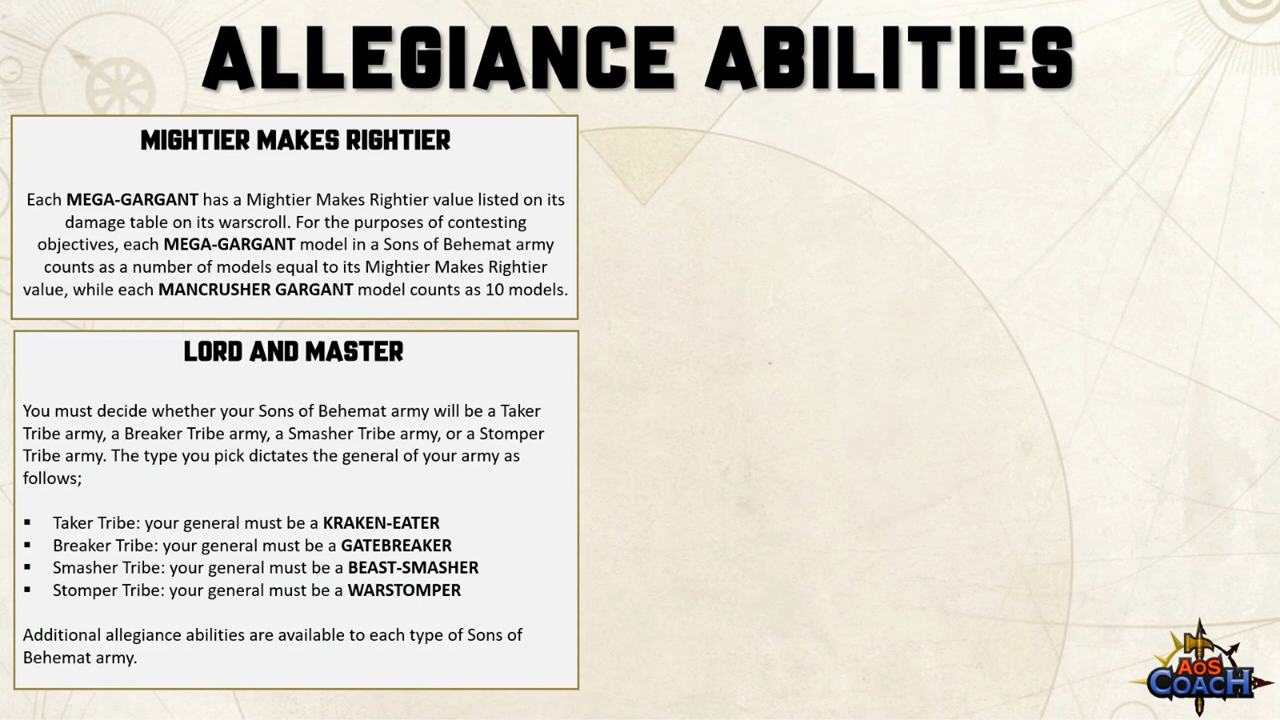 ALLEGIANCE ABILITIES
MIGHTIER MAKES RIGHTIER
Each MEGA-GARGANT has a Mightier Makes Rightier value listed on its
damage table on its warscroll. For the purposes of contesting
objectives, each MEGA-GARGANT model in a Sons of Behemat army
counts as a number of models equal to its Mightier Makes Rightier
value, while each MANCRUSHER GARGANT model counts as 10 models.
LORD AND MASTER
You must decide whether your Sons of Behemat army will be a Taker
Tribe army, a Breaker Tribe army, a Smasher Tribe army, or a Stomper
Tribe army. The type you pick dictates the general of your army as
follows;
▪ Taker Tribe: your general must be a KRAKEN-EATER
▪ Breaker Tribe: your general must be a GATEBREAKER
▪ Smasher Tribe: your general must be a BEAST-SMASHER
▪ Stomper Tribe: your general must be a WARSTOMPER
Additional allegiance abilities are available to each type of Sons of
Behemat army.
AoS
COACH